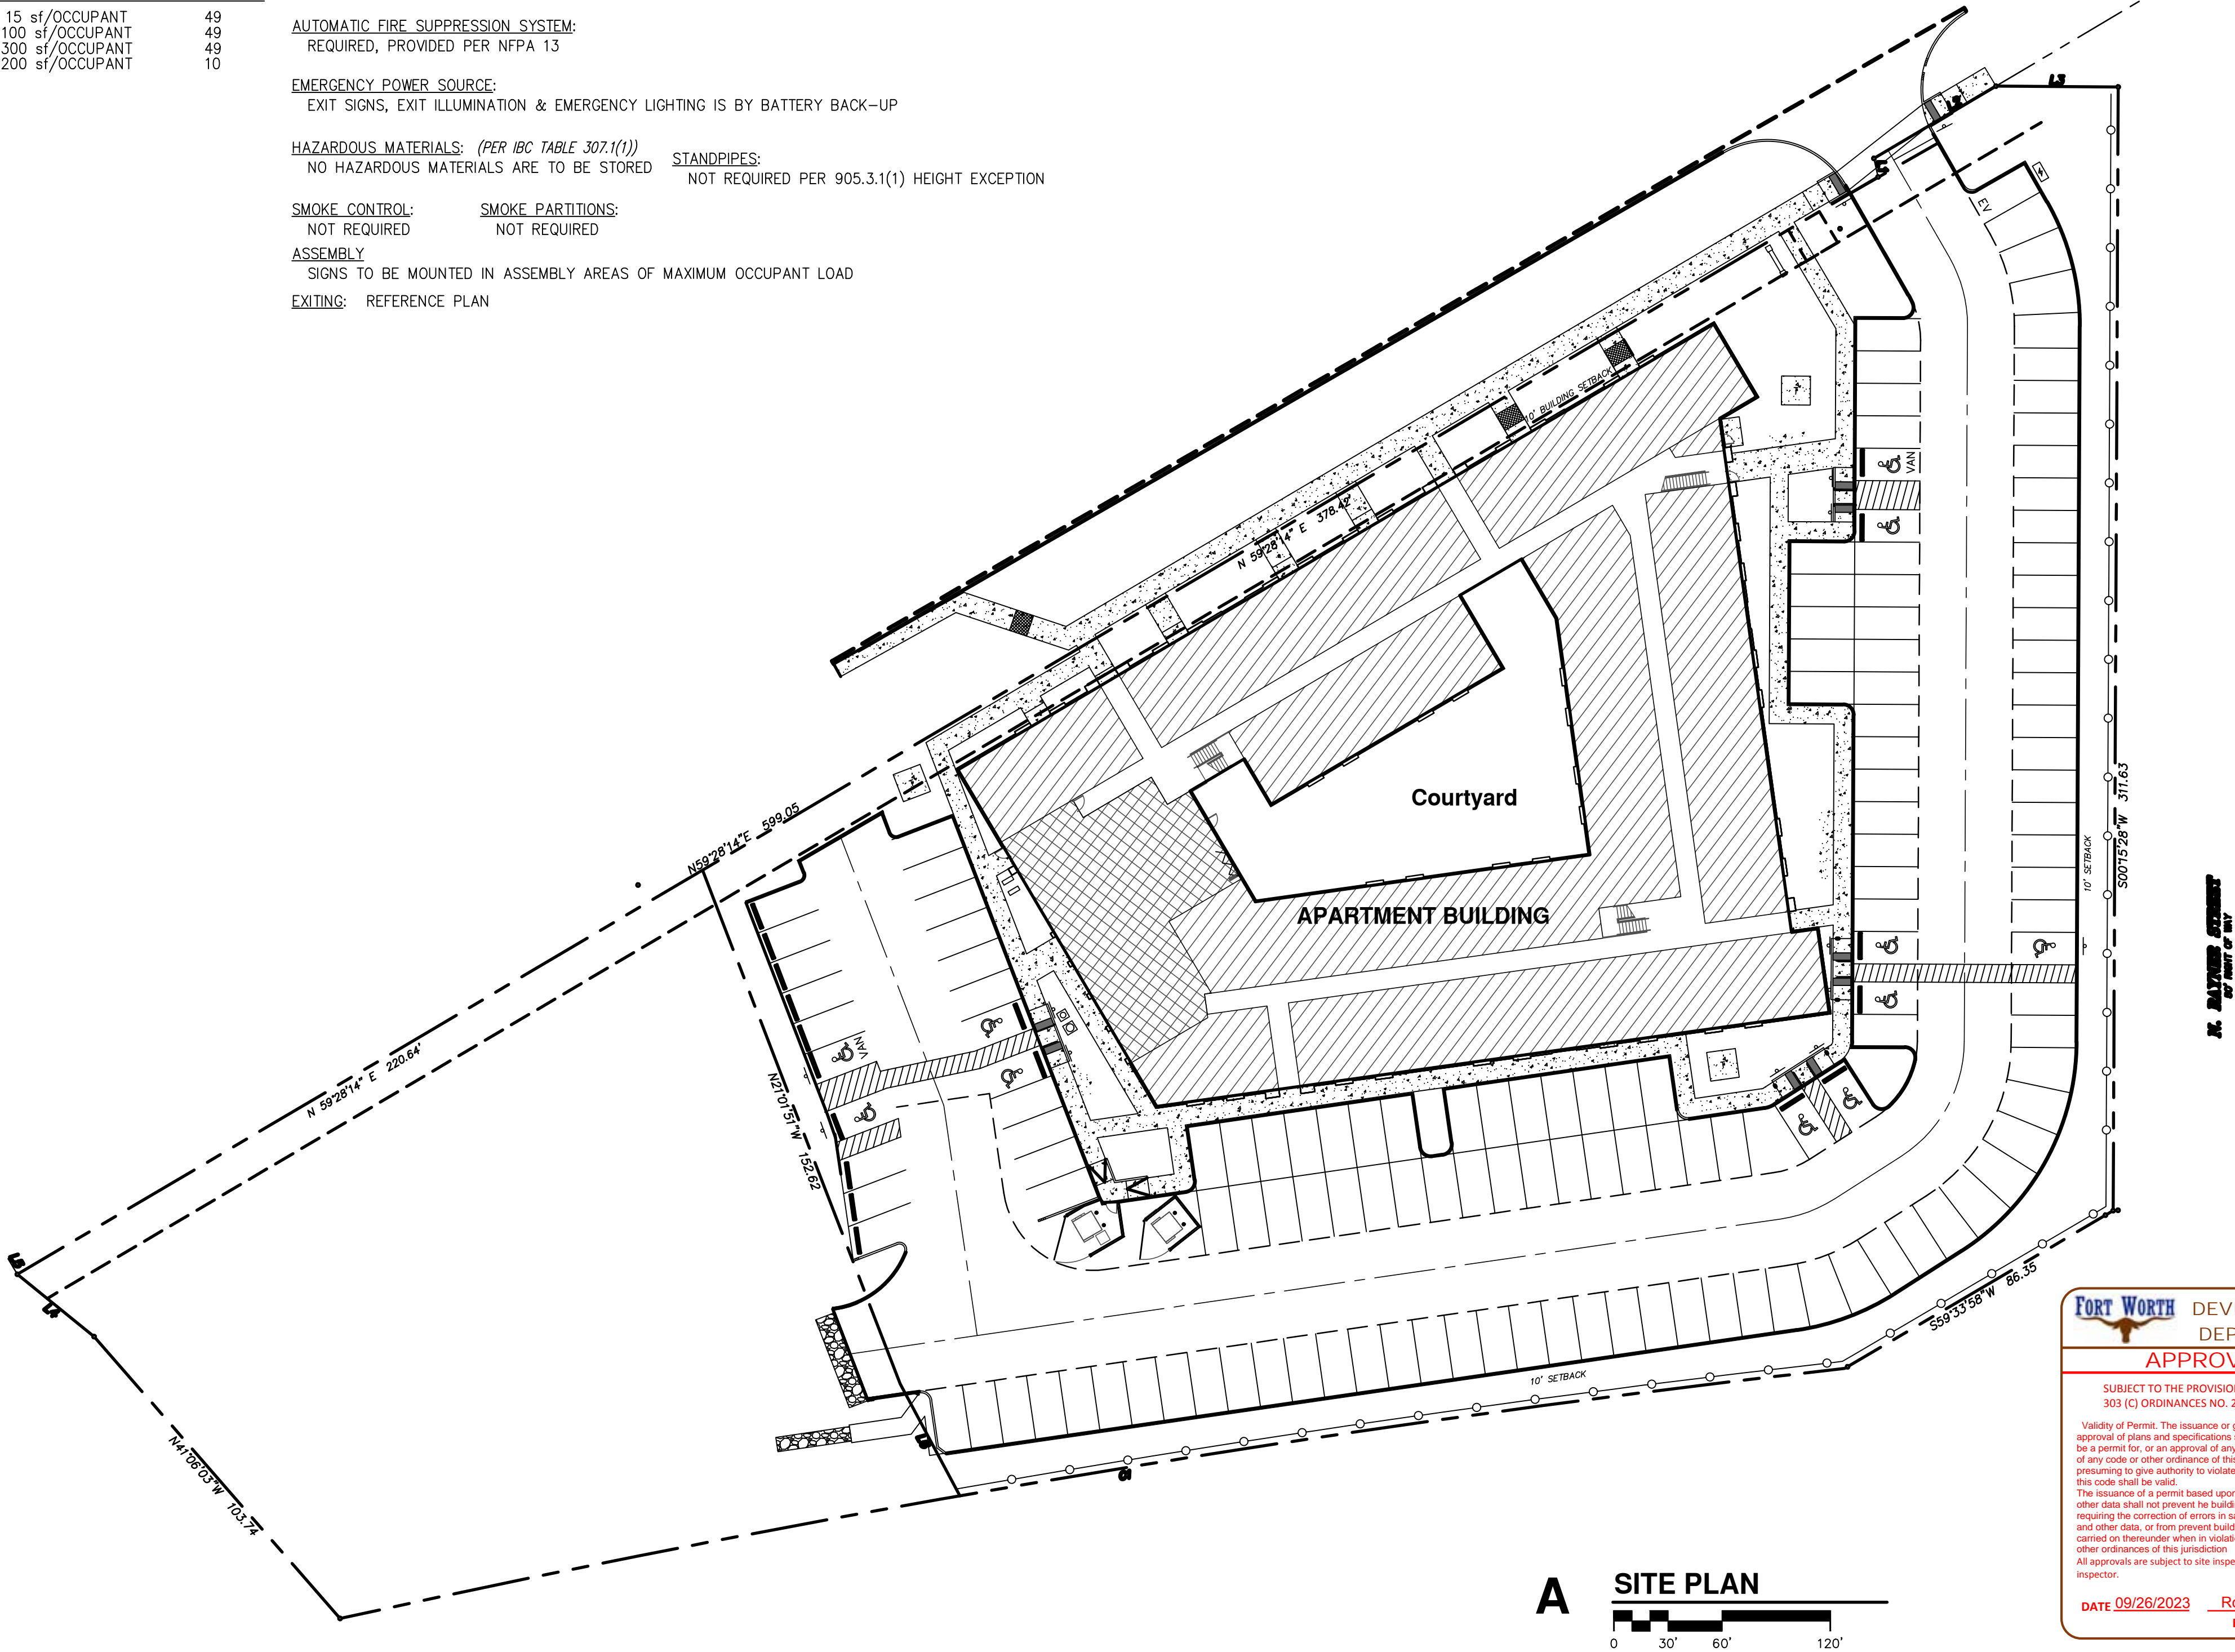 15 sf/OCCUPANT 49
100 sf/OCCUPANT 49
300 sf/OCCUPANT 49
200 sf/OCCUPANT 10
AUTOMATIC FIRE SUPPRESSION SYSTEM:
REQUIRED, PROVIDED PER NFPA 13
EMERGENCY POWER SOURCE:
EXIT SIGNS, EXIT ILLUMINATION & EMERGENCY LIGHTING IS BY BATTERY BACK-UP
HAZARDOUS MATERIALS: (PER IBC TABLE 307.1(1))
NO HAZARDOUS MATERIALS ARE TO BE STORED
STANDPIPES:
NOT REQUIRED PER 905.3.1(1) HEIGHT EXCEPTION
SMOKE CONTROL:
NOT REQUIRED
SMOKE PARTITIONS:
NOT REQUIRED
ASSEMBLY
SIGNS TO BE MOUNTED IN ASSEMBLY AREAS OF MAXIMUM OCCUPANT LOAD
EXITING: REFERENCE PLAN
L3
L2
EV
10' BUILDING SETBACK
VAN
N 59°28'14" E 378.42'
Courtyard
APARTMENT BUILDING
N59°28'14"E 599.05
10' SETBACK
S00°15'28"W 311.63
N. RAYNER STREET
80' RIGHT OF WAY
VAN
N 59°28'14" E 220.64'
N21°01'51"W 152.62
L4
S59°33'58"W 86.35
10' SETBACK
N41°06'03"W 103.74
C1
A
SITE PLAN
0 30' 60' 120'
FORT WORTH
DEV
DEP
APPROV
SUBJECT TO THE PROVISIO
303 (C) ORDINANCES NO. 2
Validity of Permit. The issuance or g
approval of plans and specifications
be a permit for, or an approval of any
of any code or other ordinance of this
presuming to give authority to violate
this code shall be valid.
The issuance of a permit based upon
other data shall not prevent he buildi
requiring the correction of errors in sa
and other data, or from prevent build
carried on thereunder when in violati
other ordinances of this jurisdiction
All approvals are subject to site inspe
inspector.
DATE 09/26/2023 Ro